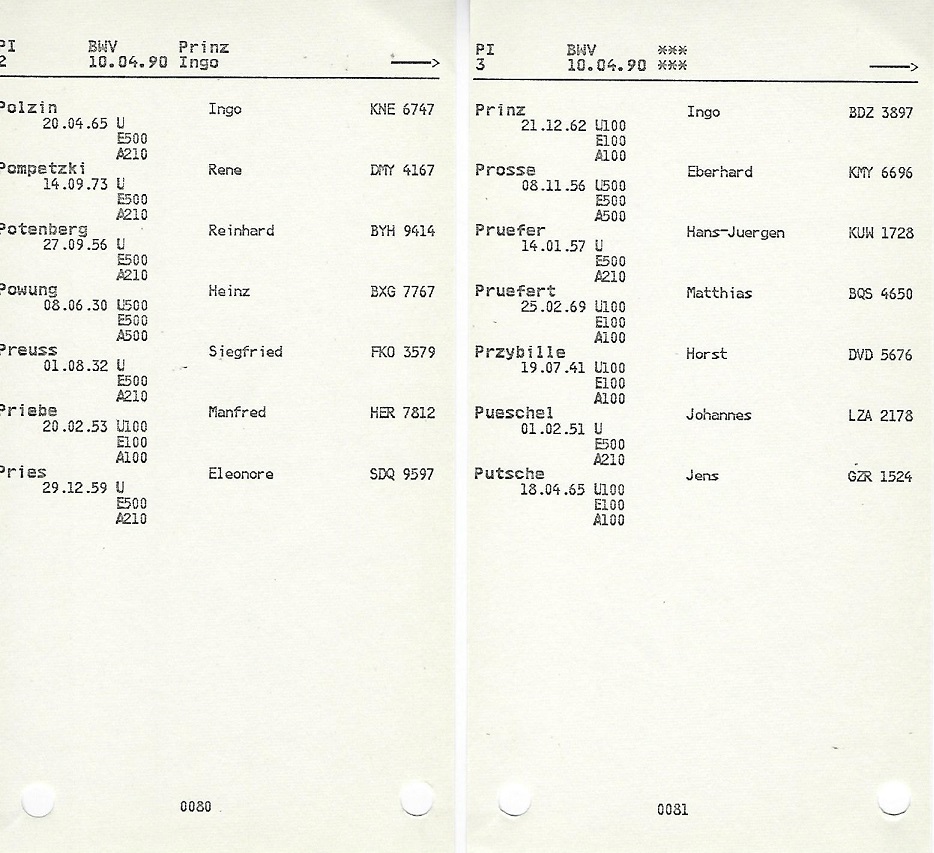 PI BWV Prinz
2 10.04.90 Ingo
Polzin Ingo KNE 6747
20.04.65 U
E500
A210
Pompetzki Rene DMY 4167
14.09.73 U
E500
A210
Potenberg Reinhard BYH 9414
27.09.56 U
E500
A210
Powung Heinz BXG 7767
08.06.30 U500
E500
A500
Preuss Siegfried FKO 3579
01.08.32 U
E500
A210
Priebe Manfred HER 7812
20.02.53 U100
E100
A100
Pries Eleonore SDQ 9597
29.12.59 U
E500
A210
0080
PI BWV ***
3 10.04.90 ***
Prinz Ingo BDZ 3897
21.12.62 U100
E100
A100
Prosse Eberhard KMY 6696
08.11.56 U500
E500
A500
Pruefer Hans-Juergen KUW 1728
14.01.57 U
E500
A210
Pruefert Matthias BQS 4650
25.02.69 U100
E100
A100
Przybille Horst DVD 5676
19.07.41 U100
E100
A100
Pueschel Johannes LZA 2178
01.02.51 U
E500
A210
Putsche Jens GZR 1524
18.04.65 U100
E100
A100
0081